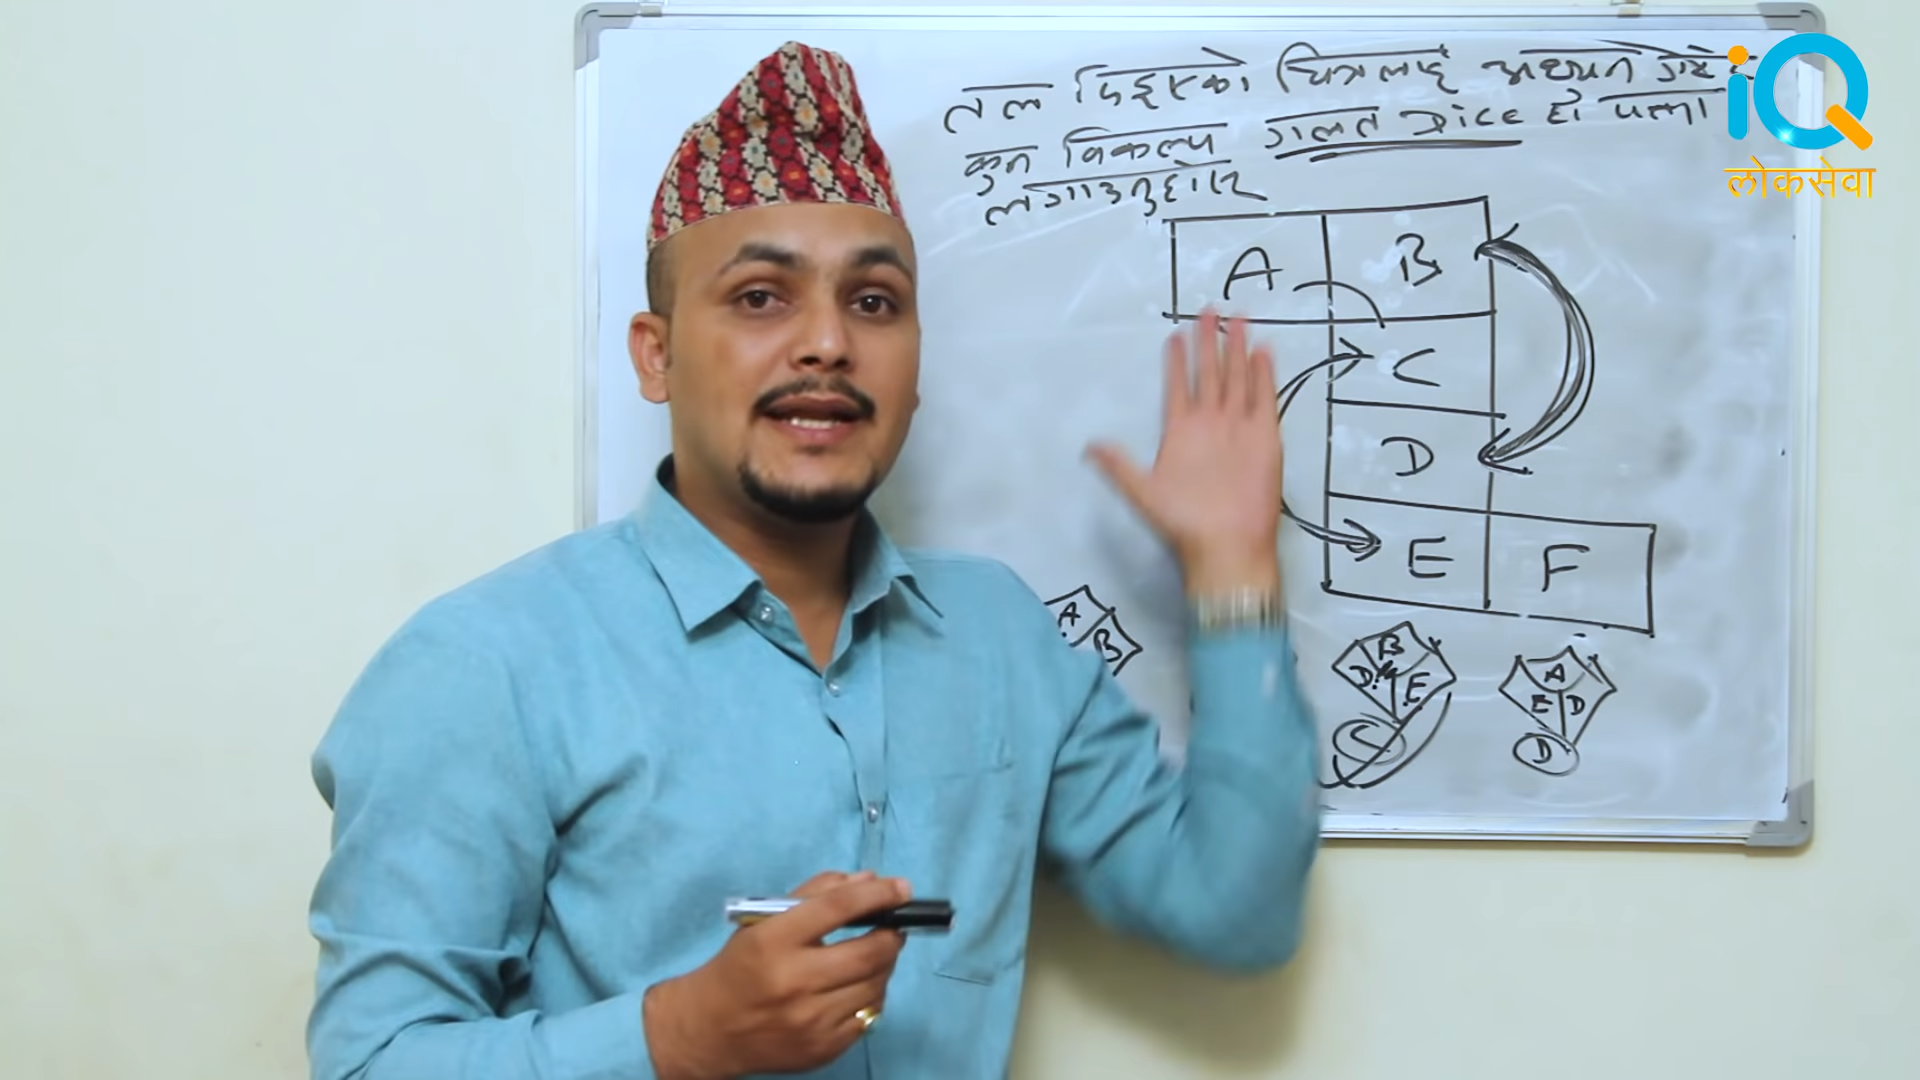 तल दिइएको चित्रलाई अध्ययन गरी
कुन विकल्प गलत Dice हो पत्ता
लगाउनुहोस
iQ
लोकसेवा
A B
C
D
E F
A
B
B
D E
C
A
E D
D